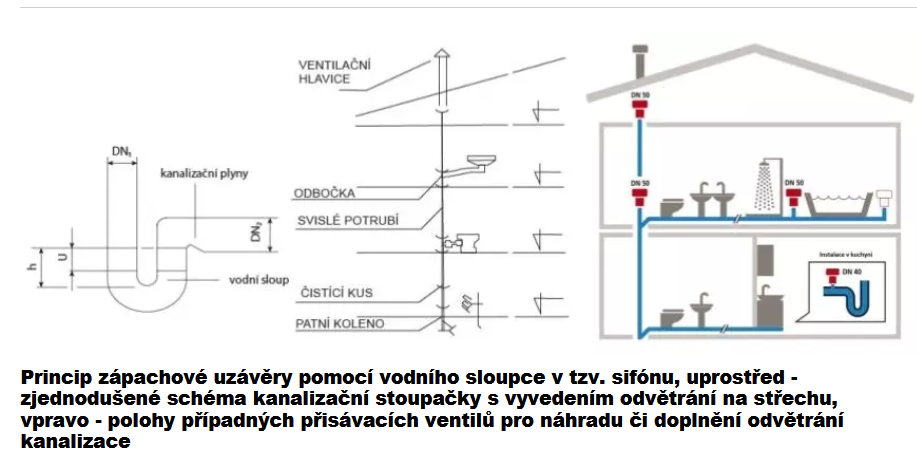 DN₁
kanalizační plyny
DN₂
h
U
vodní sloup
VENTILAČNÍ
HLAVICE
ODBOČKA
SVISLÉ POTRUBÍ
ČISTÍCÍ KUS
PATNÍ KOLENO
DN 50
DN 50
DN 50
Instalace v kuchyni
DN 40
Princip zápachové uzávěry pomocí vodního sloupce v tzv. sifónu, uprostřed -
zjednodušené schéma kanalizační stoupačky s vyvedením odvětrání na střechu,
vpravo - polohy případných přisávacích ventilů pro náhradu či doplnění odvětrání
kanalizace